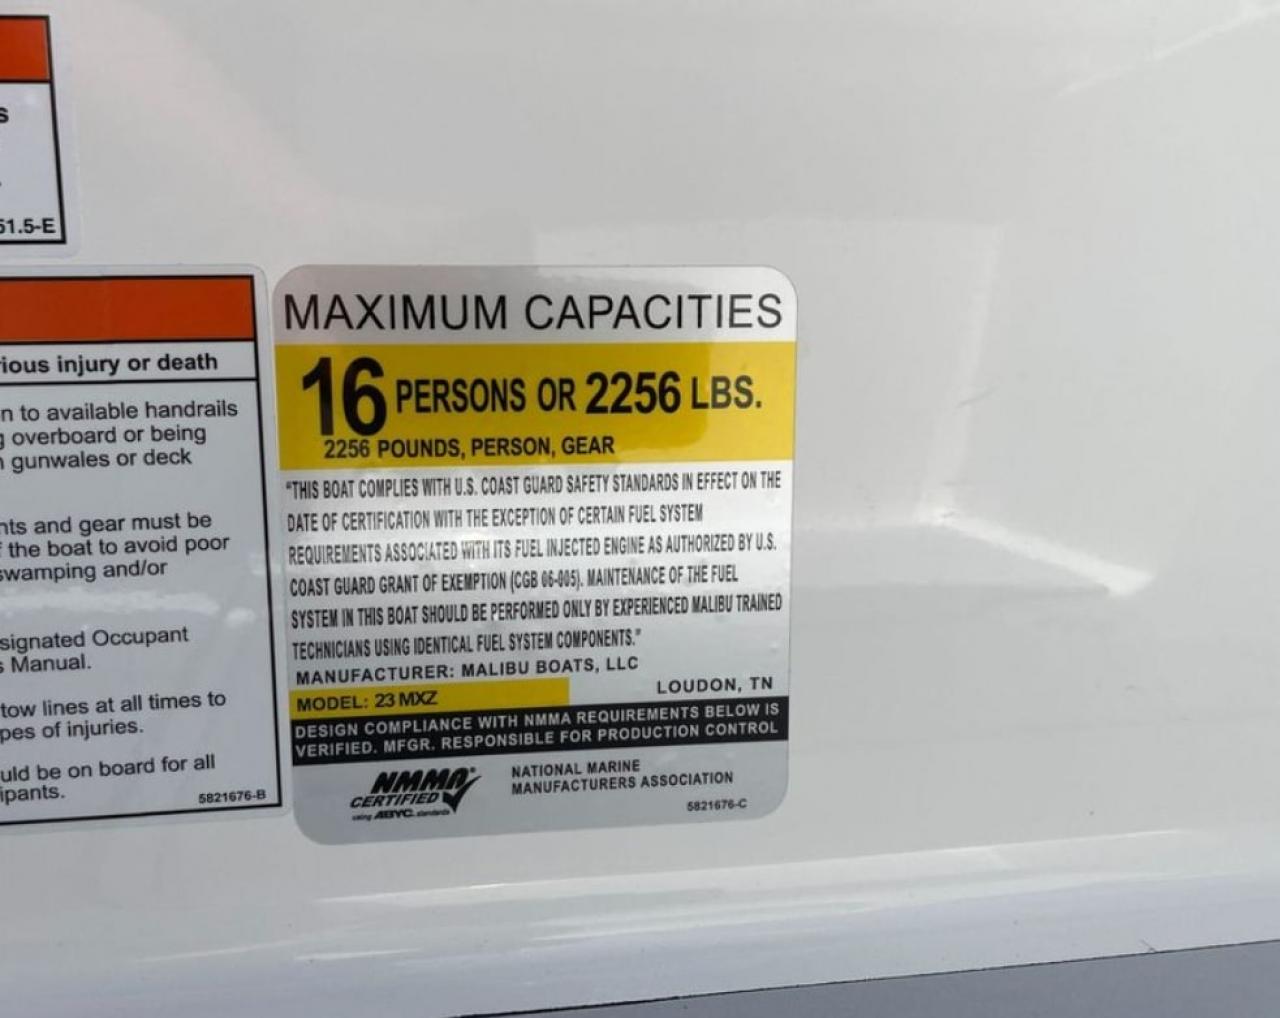 s
51.5-E
rious injury or death
n to available handrails
g overboard or being
n gunwales or deck
nts and gear must be
f the boat to avoid poor
swamping and/or
signated Occupant
s Manual.
tow lines at all times to
pes of injuries.
uld be on board for all
ipants.
5821676-B
MAXIMUM CAPACITIES
16 PERSONS OR 2256 LBS.
2256 POUNDS, PERSON, GEAR
"THIS BOAT COMPLIES WITH U.S. COAST GUARD SAFETY STANDARDS IN EFFECT ON THE
DATE OF CERTIFICATION WITH THE EXCEPTION OF CERTAIN FUEL SYSTEM
REQUIREMENTS ASSOCIATED WITH ITS FUEL INJECTED ENGINE AS AUTHORIZED BY U.S.
COAST GUARD GRANT OF EXEMPTION (CGB 06-005). MAINTENANCE OF THE FUEL
SYSTEM IN THIS BOAT SHOULD BE PERFORMED ONLY BY EXPERIENCED MALIBU TRAINED
TECHNICIANS USING IDENTICAL FUEL SYSTEM COMPONENTS."
MANUFACTURER: MALIBU BOATS, LLC
LOUDON, TN
MODEL: 23 MXZ
DESIGN COMPLIANCE WITH NMMA REQUIREMENTS BELOW IS
VERIFIED. MFGR. RESPONSIBLE FOR PRODUCTION CONTROL
NMMA®
CERTIFIED
using ABYC. standards
NATIONAL MARINE
MANUFACTURERS ASSOCIATION
5821676-C